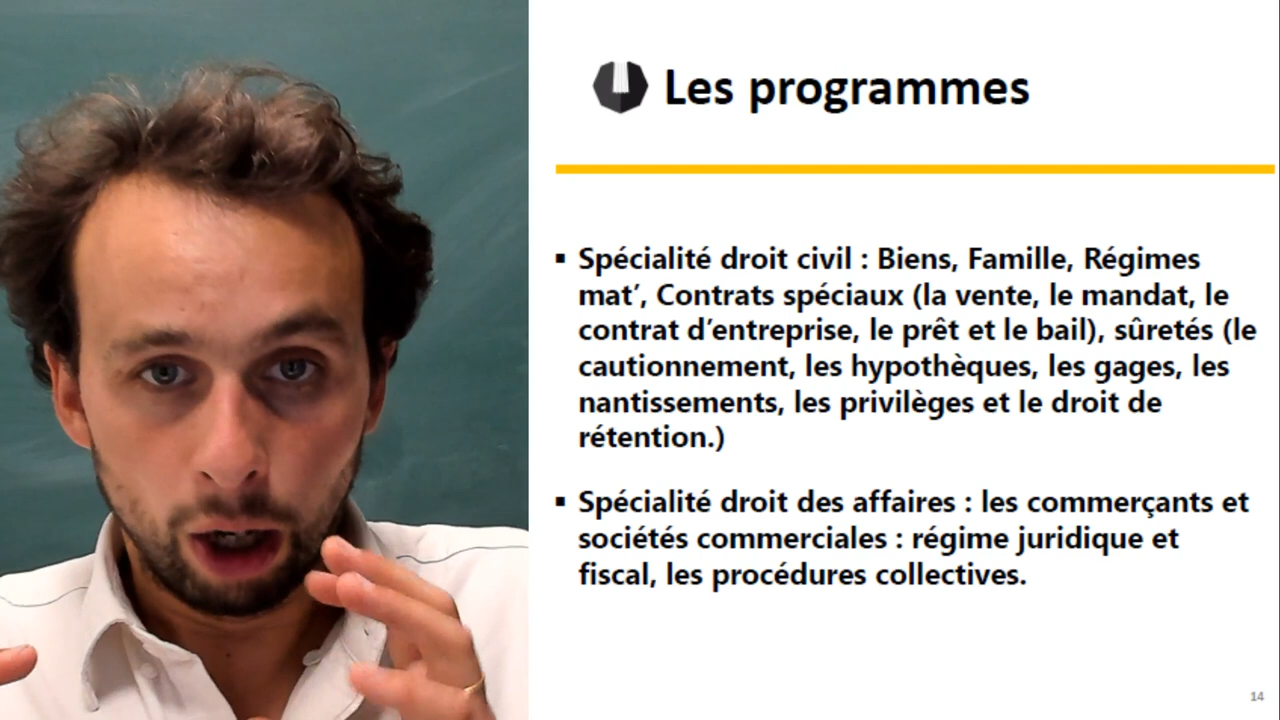 Les programmes
▪ Spécialité droit civil : Biens, Famille, Régimes
mat’, Contrats spéciaux (la vente, le mandat, le
contrat d’entreprise, le prêt et le bail), sûretés (le
cautionnement, les hypothèques, les gages, les
nantissements, les privilèges et le droit de
rétention.)
▪ Spécialité droit des affaires : les commerçants et
sociétés commerciales : régime juridique et
fiscal, les procédures collectives.
14